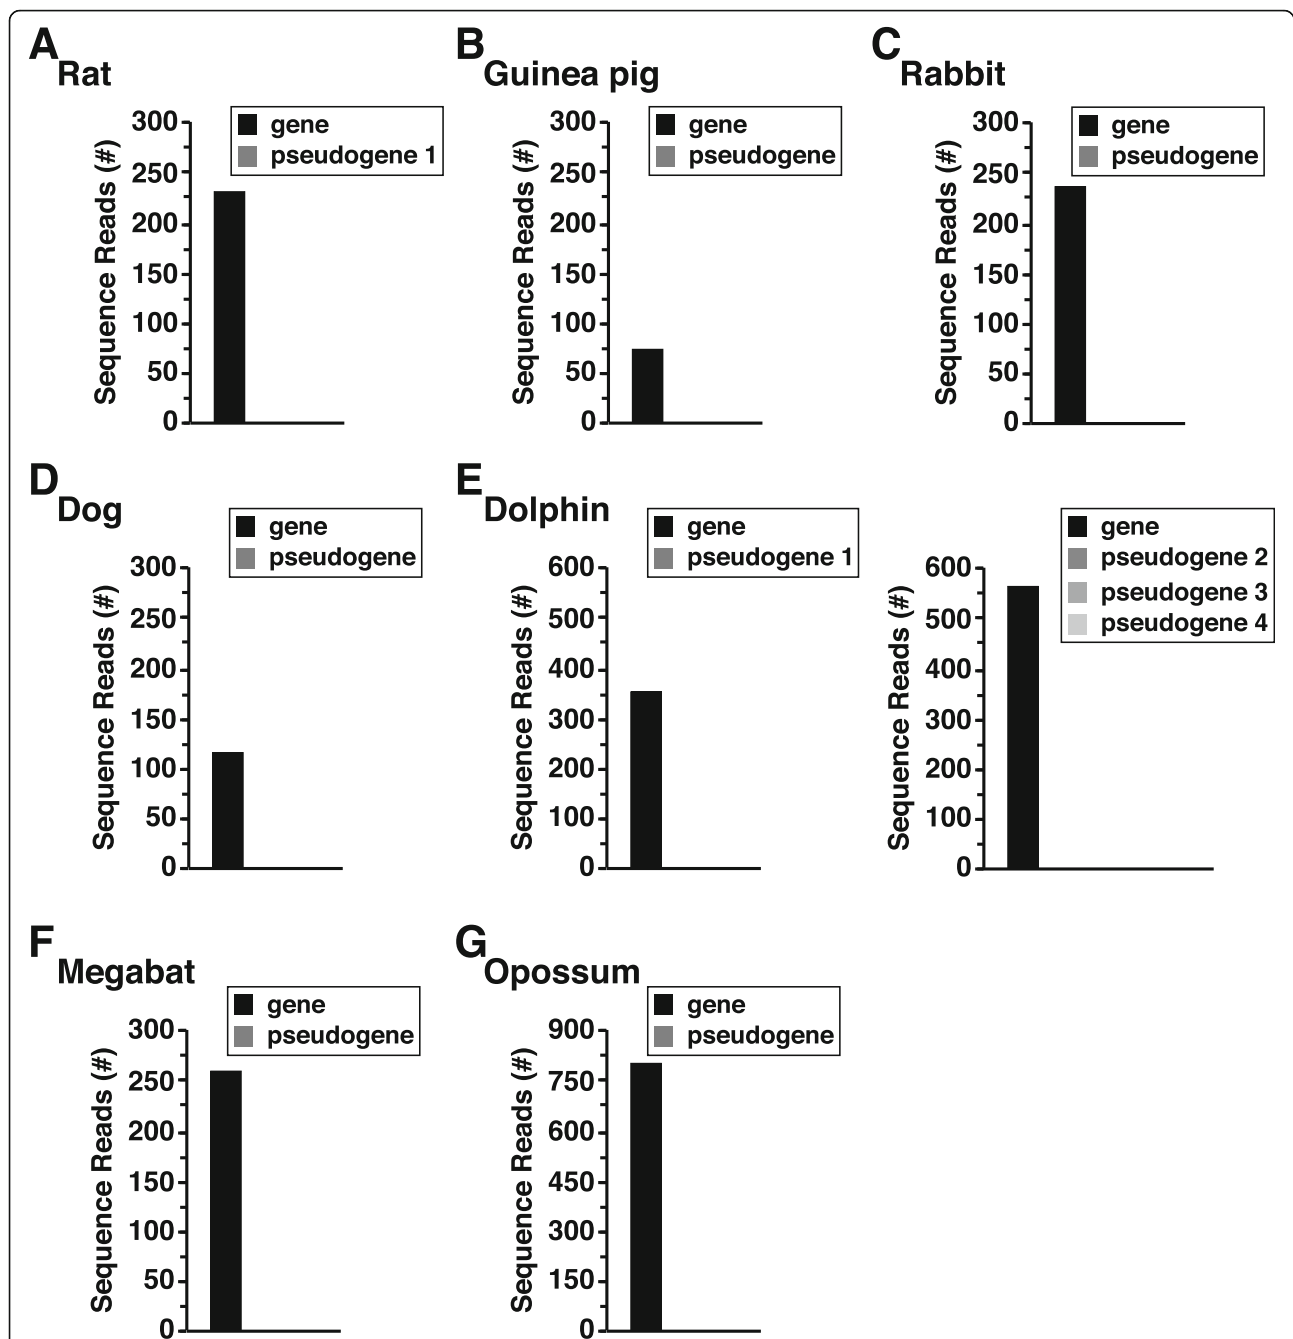 A
Rat
gene
pseudogene 1
Sequence Reads (#)
300
250
200
150
100
50
0
B
Guinea pig
gene
pseudogene
Sequence Reads (#)
300
250
200
150
100
50
0
C
Rabbit
gene
pseudogene
Sequence Reads (#)
300
250
200
150
100
50
0
D
Dog
gene
pseudogene
Sequence Reads (#)
300
250
200
150
100
50
0
E
Dolphin
gene
pseudogene 1
Sequence Reads (#)
600
500
400
300
200
100
0
gene
pseudogene 2
pseudogene 3
pseudogene 4
Sequence Reads (#)
600
500
400
300
200
100
0
F
Megabat
gene
pseudogene
Sequence Reads (#)
300
250
200
150
100
50
0
G
Opossum
gene
pseudogene
Sequence Reads (#)
900
750
600
450
300
150
0